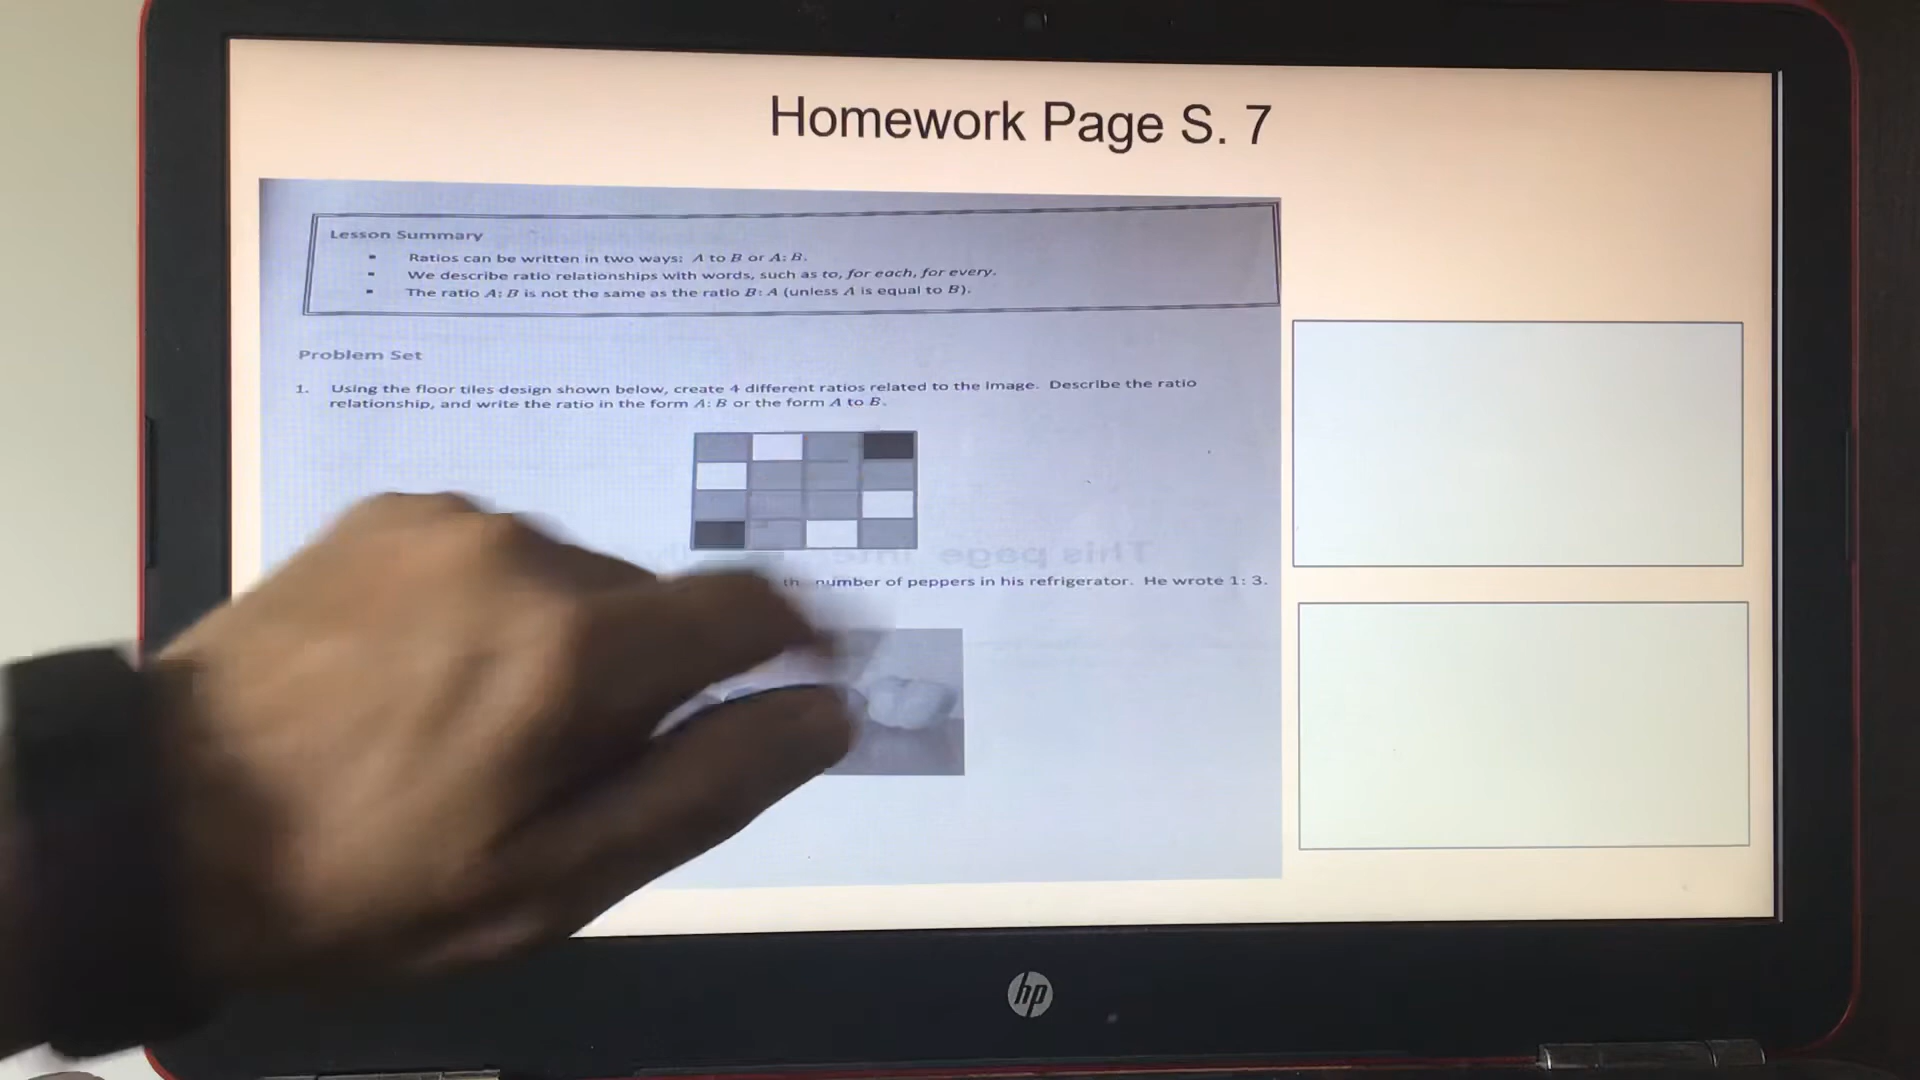 Homework Page S. 7
Lesson Summary
▪ Ratios can be written in two ways: A to B or A: B.
▪ We describe ratio relationships with words, such as to, for each, for every.
▪ The ratio A: B is not the same as the ratio B: A (unless A is equal to B).
Problem Set
1. Using the floor tiles design shown below, create 4 different ratios related to the image. Describe the ratio
relationship, and write the ratio in the form A: B or the form A to B.
This page
number of peppers in his refrigerator. He wrote 1: 3.
hp